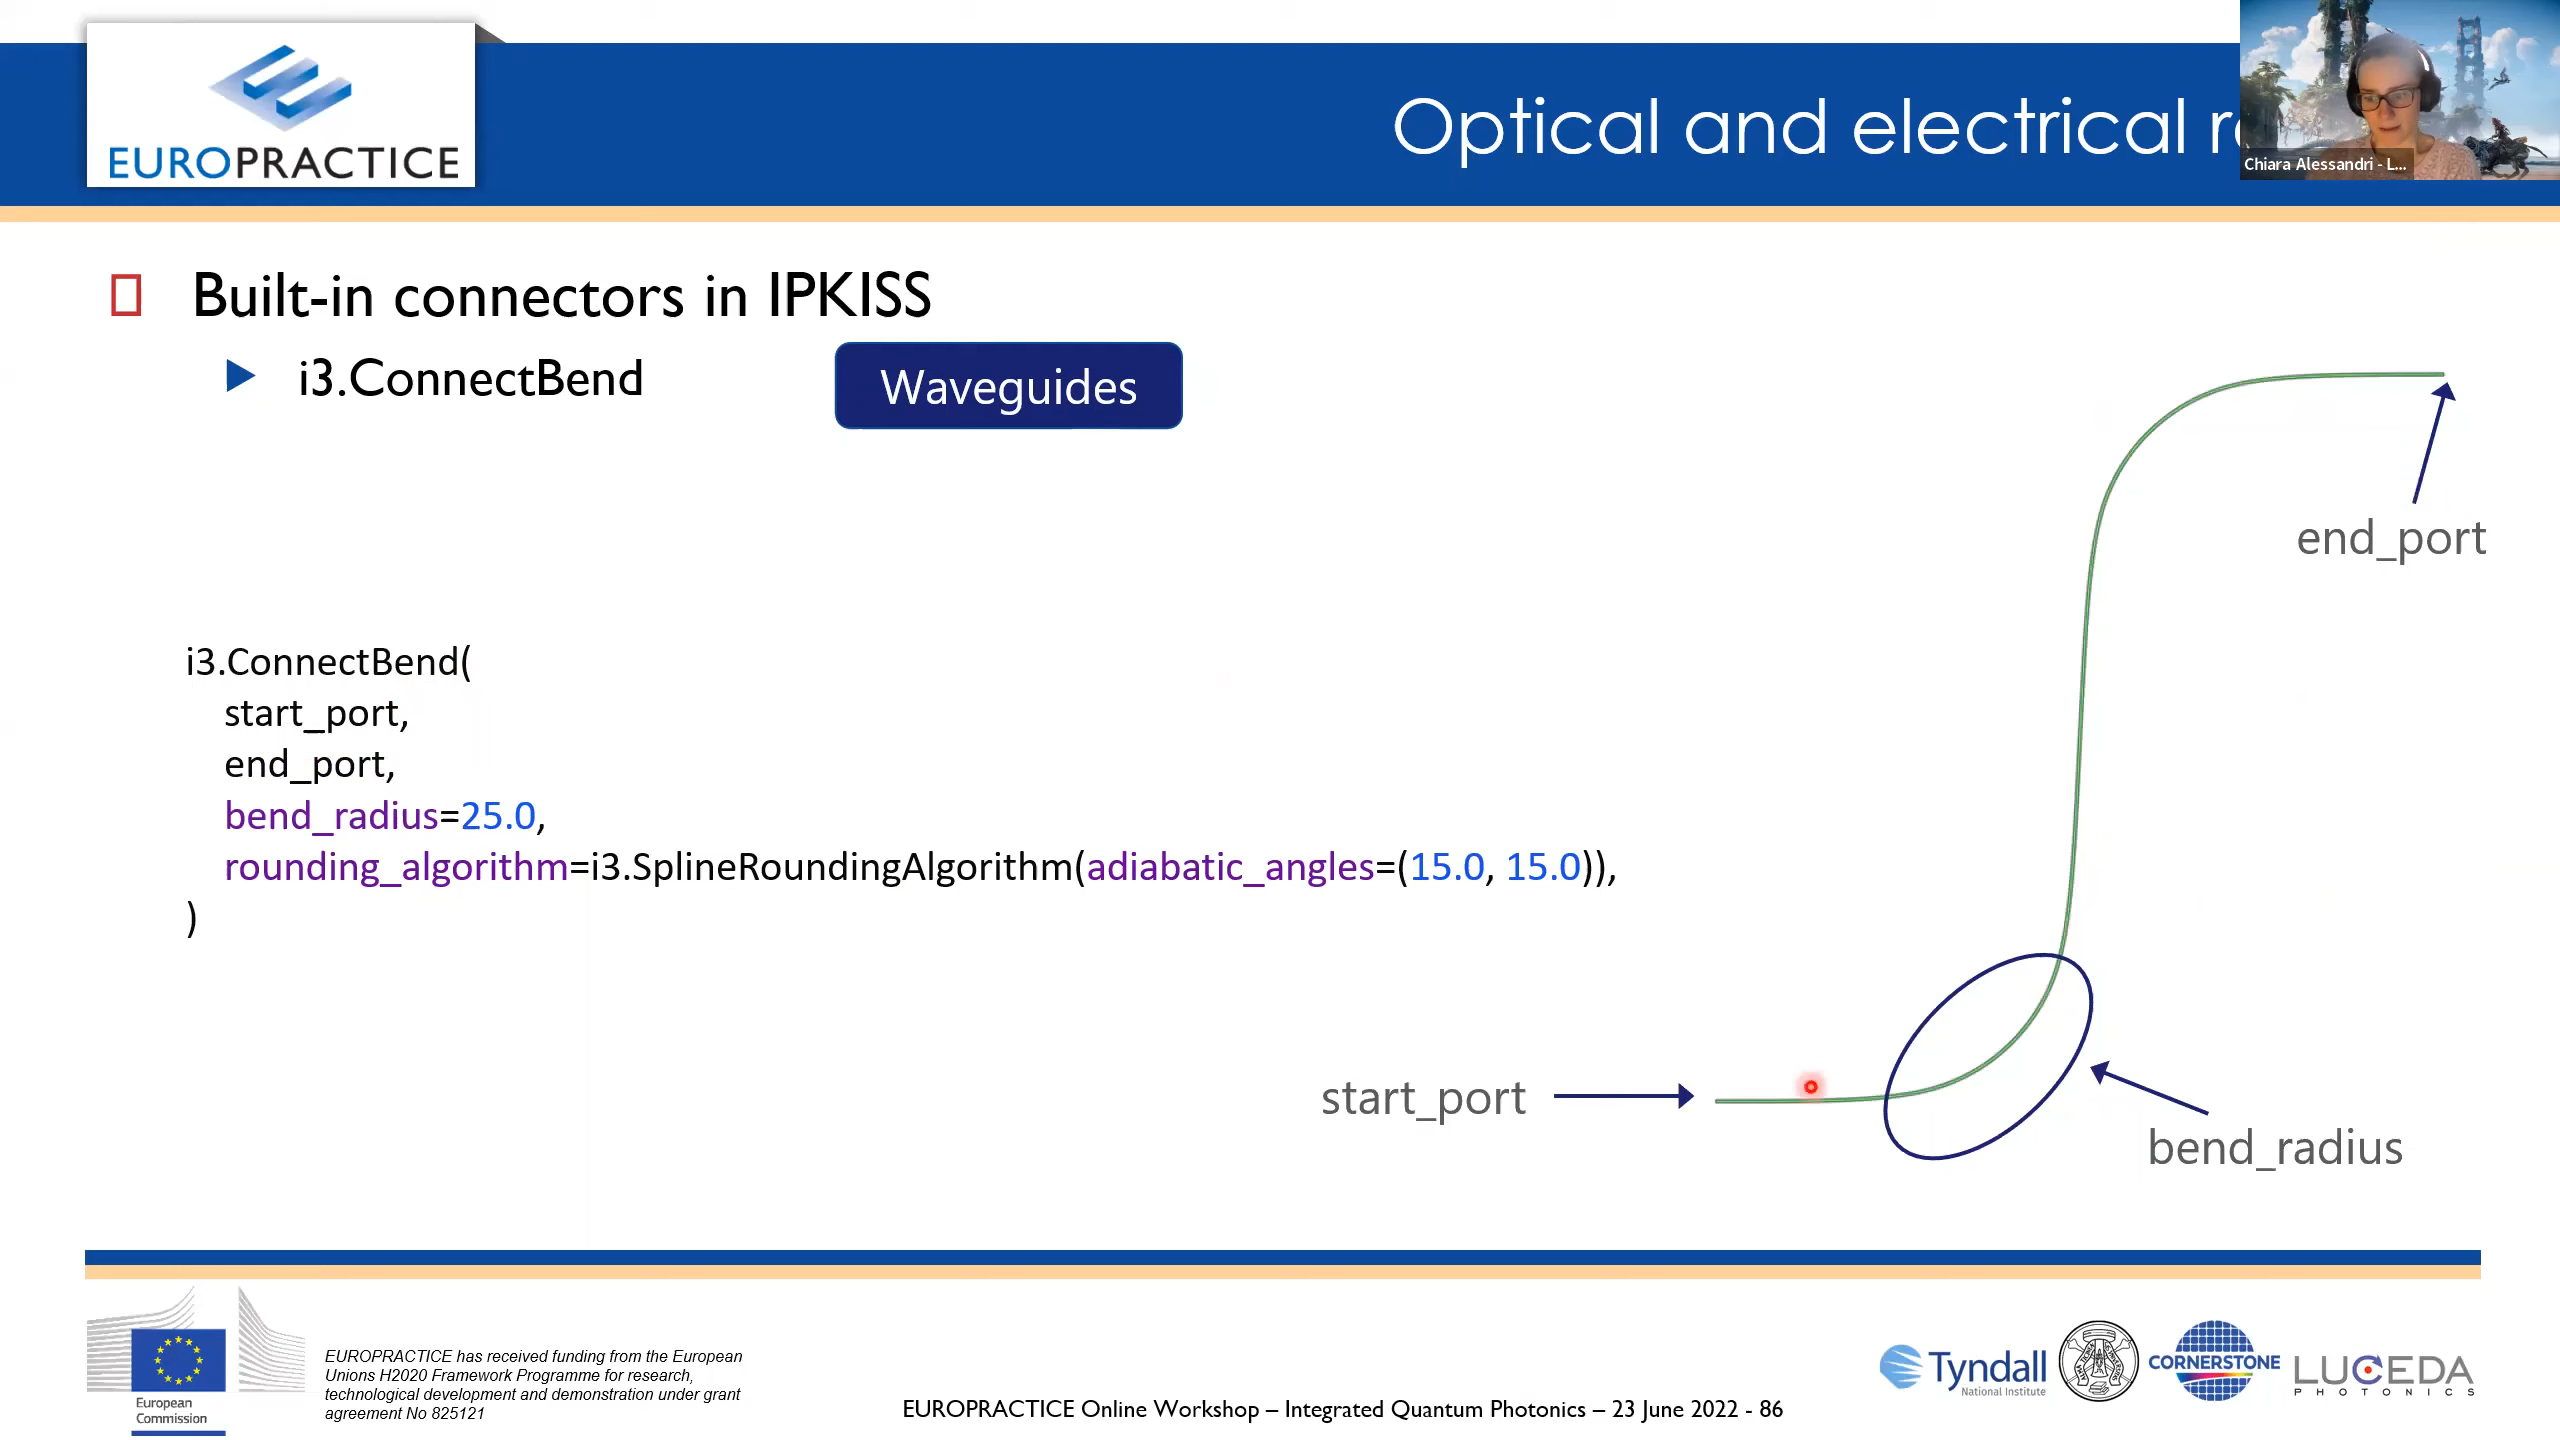 EUROPRACTICE
Optical and electrical
Chiara Alessandri - L...
Built-in connectors in IPKISS
i3.ConnectBend
Waveguides
end_port
i3.ConnectBend(
start_port,
end_port,
bend_radius=25.0,
rounding_algorithm=i3.SplineRoundingAlgorithm(adiabatic_angles=(15.0, 15.0)),
)
start_port
bend_radius
European
Commission
EUROPRACTICE has received funding from the European
Unions H2020 Framework Programme for research,
technological development and demonstration under grant
agreement No 825121
EUROPRACTICE Online Workshop – Integrated Quantum Photonics – 23 June 2022 - 86
Tyndall
National Institute
CORNERSTONE
LUCEDA
PHOTONICS